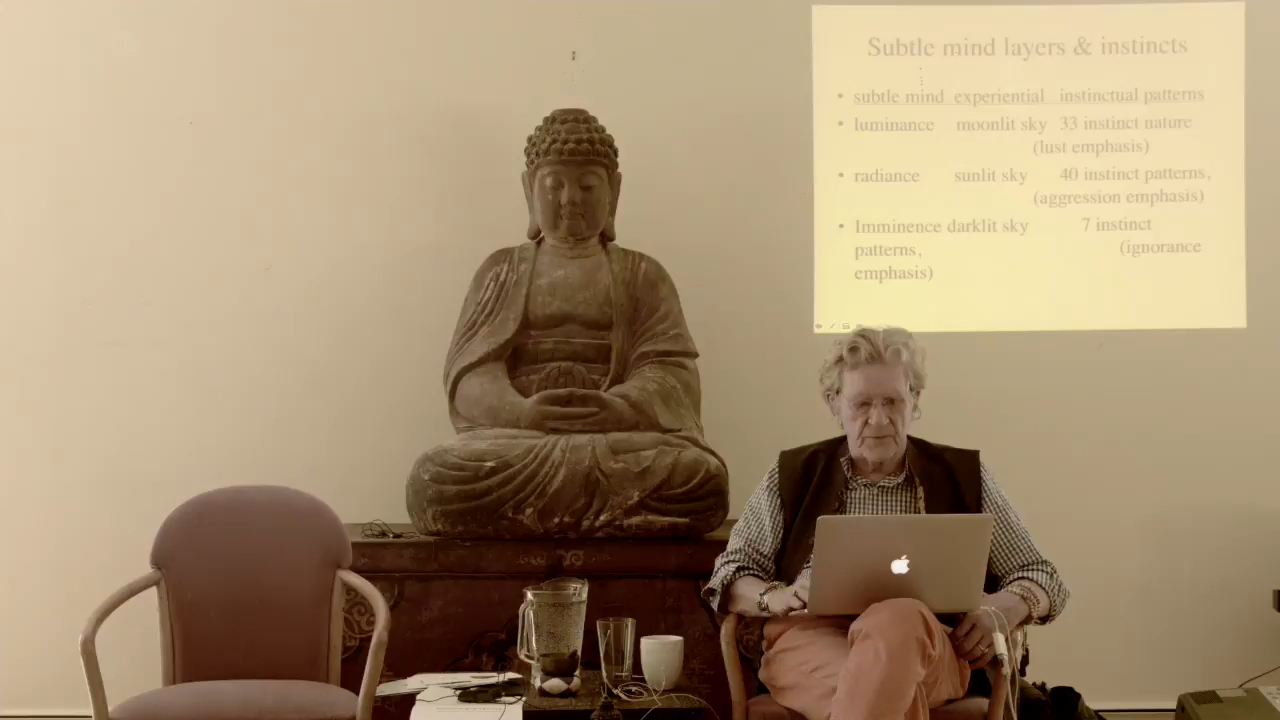 Subtle mind layers & instincts
• subtle mind experiential instinctual patterns
• luminance moonlit sky 33 instinct nature
(lust emphasis)
• radiance sunlit sky 40 instinct patterns,
(aggression emphasis)
• Imminence darklit sky 7 instinct
patterns, (ignorance
emphasis)